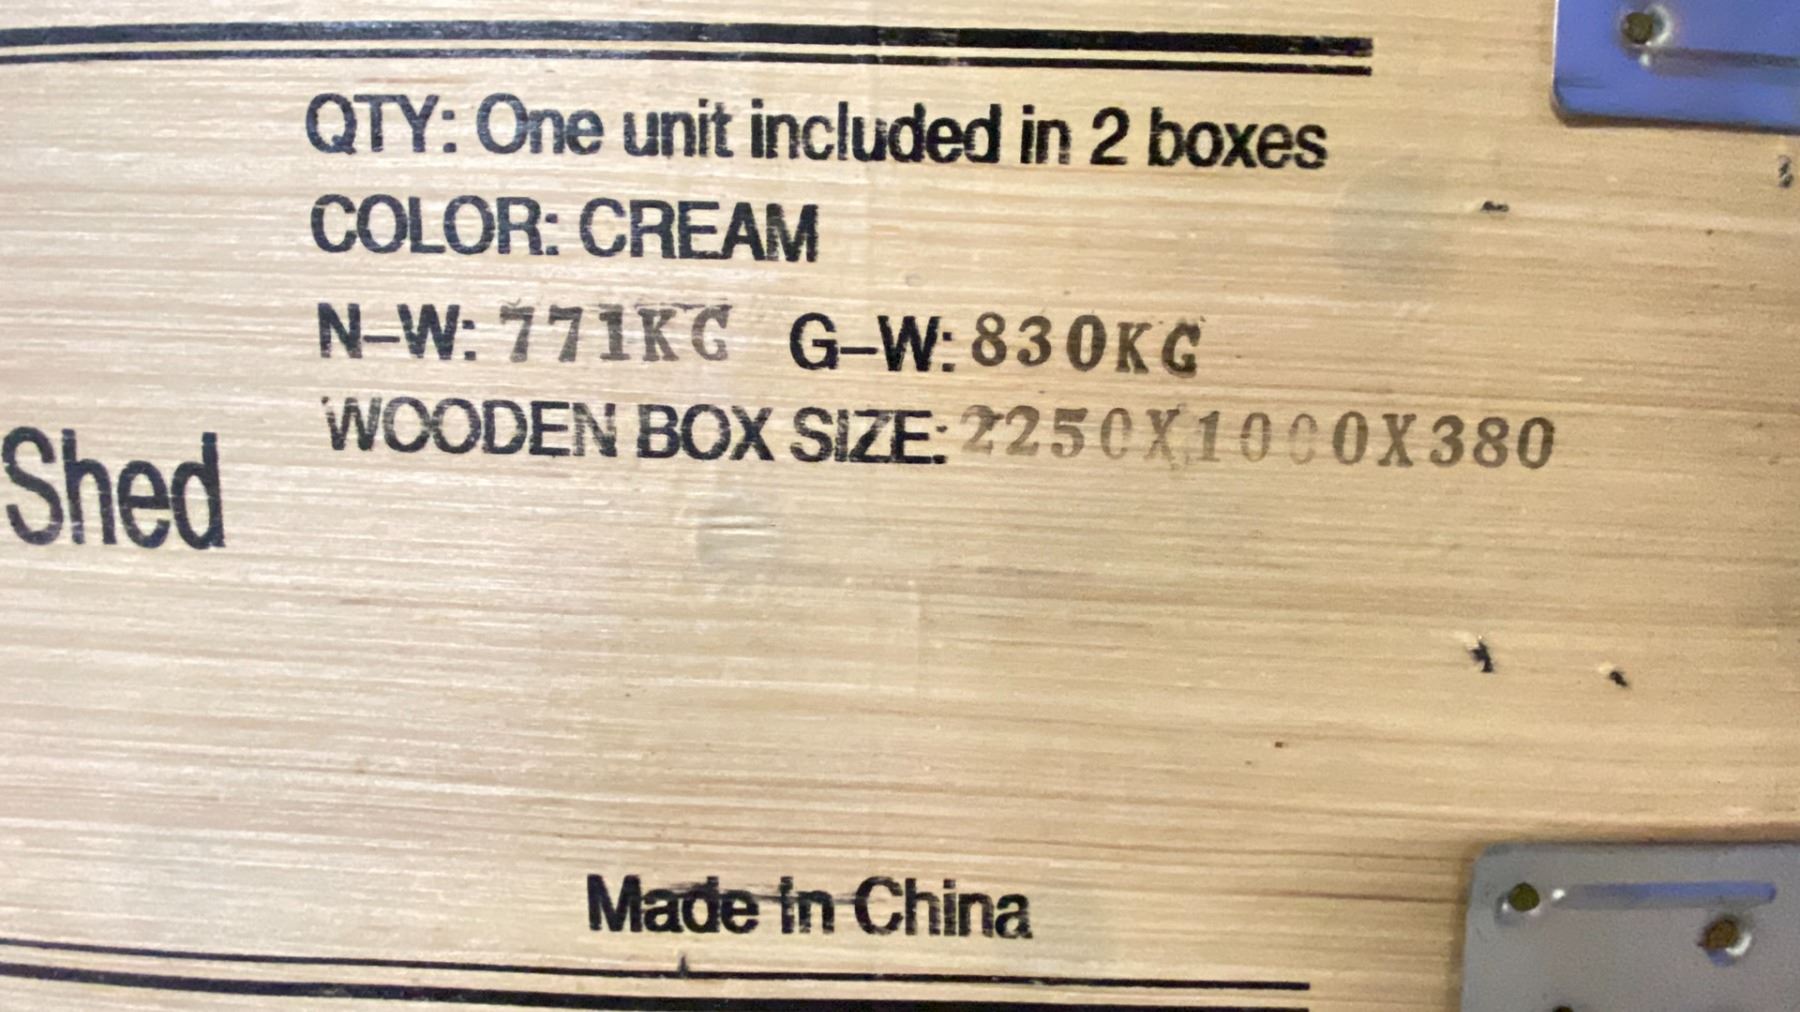 QTY: One unit included in 2 boxes
COLOR: CREAM
N–W: 771KG G–W: 830KG
WOODEN BOX SIZE: 2250X1000X380
Shed
Made in China